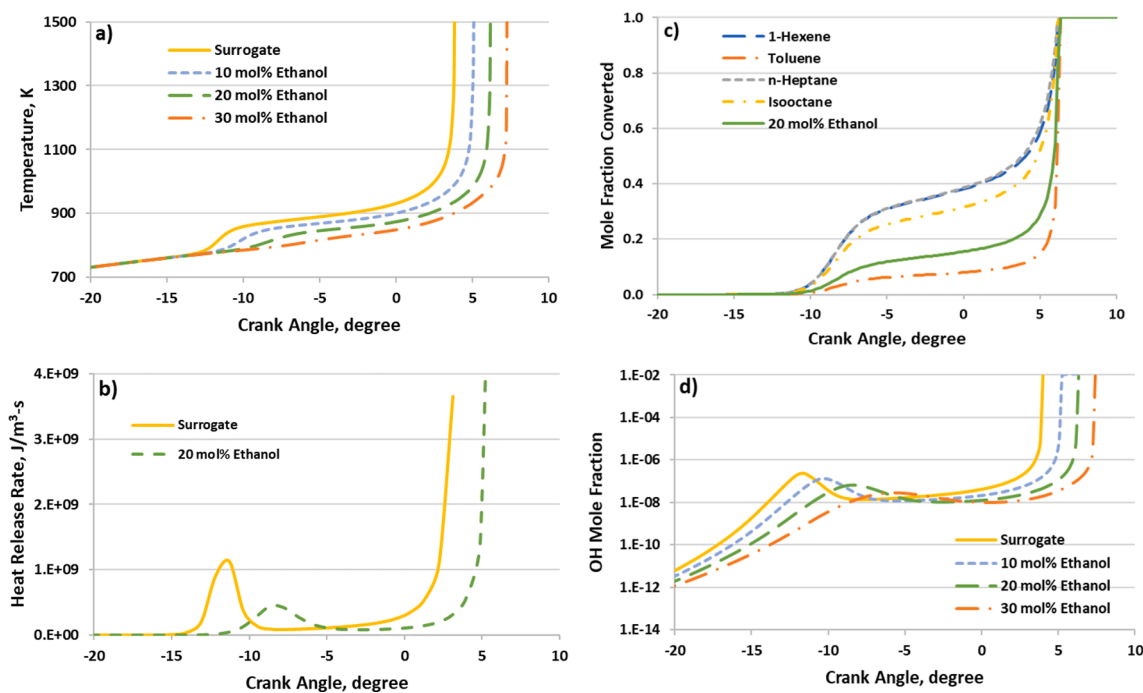 a)
1500
1300
1100
900
700
Temperature, K
Surrogate
10 mol% Ethanol
20 mol% Ethanol
30 mol% Ethanol
-20 -15 -10 -5 0 5 10
Crank Angle, degree
c)
1.0
0.8
0.6
0.4
0.2
0.0
Mole Fraction Converted
1-Hexene
Toluene
n-Heptane
Isooctane
20 mol% Ethanol
-20 -15 -10 -5 0 5 10
Crank Angle, degree
b)
4.E+09
3.E+09
2.E+09
1.E+09
0.E+00
Heat Release Rate, J/m³-s
Surrogate
20 mol% Ethanol
-20 -15 -10 -5 0 5 10
Crank Angle, degree
d)
1.E-02
1.E-04
1.E-06
1.E-08
1.E-10
1.E-12
1.E-14
OH Mole Fraction
Surrogate
10 mol% Ethanol
20 mol% Ethanol
30 mol% Ethanol
-20 -15 -10 -5 0 5 10
Crank Angle, degree